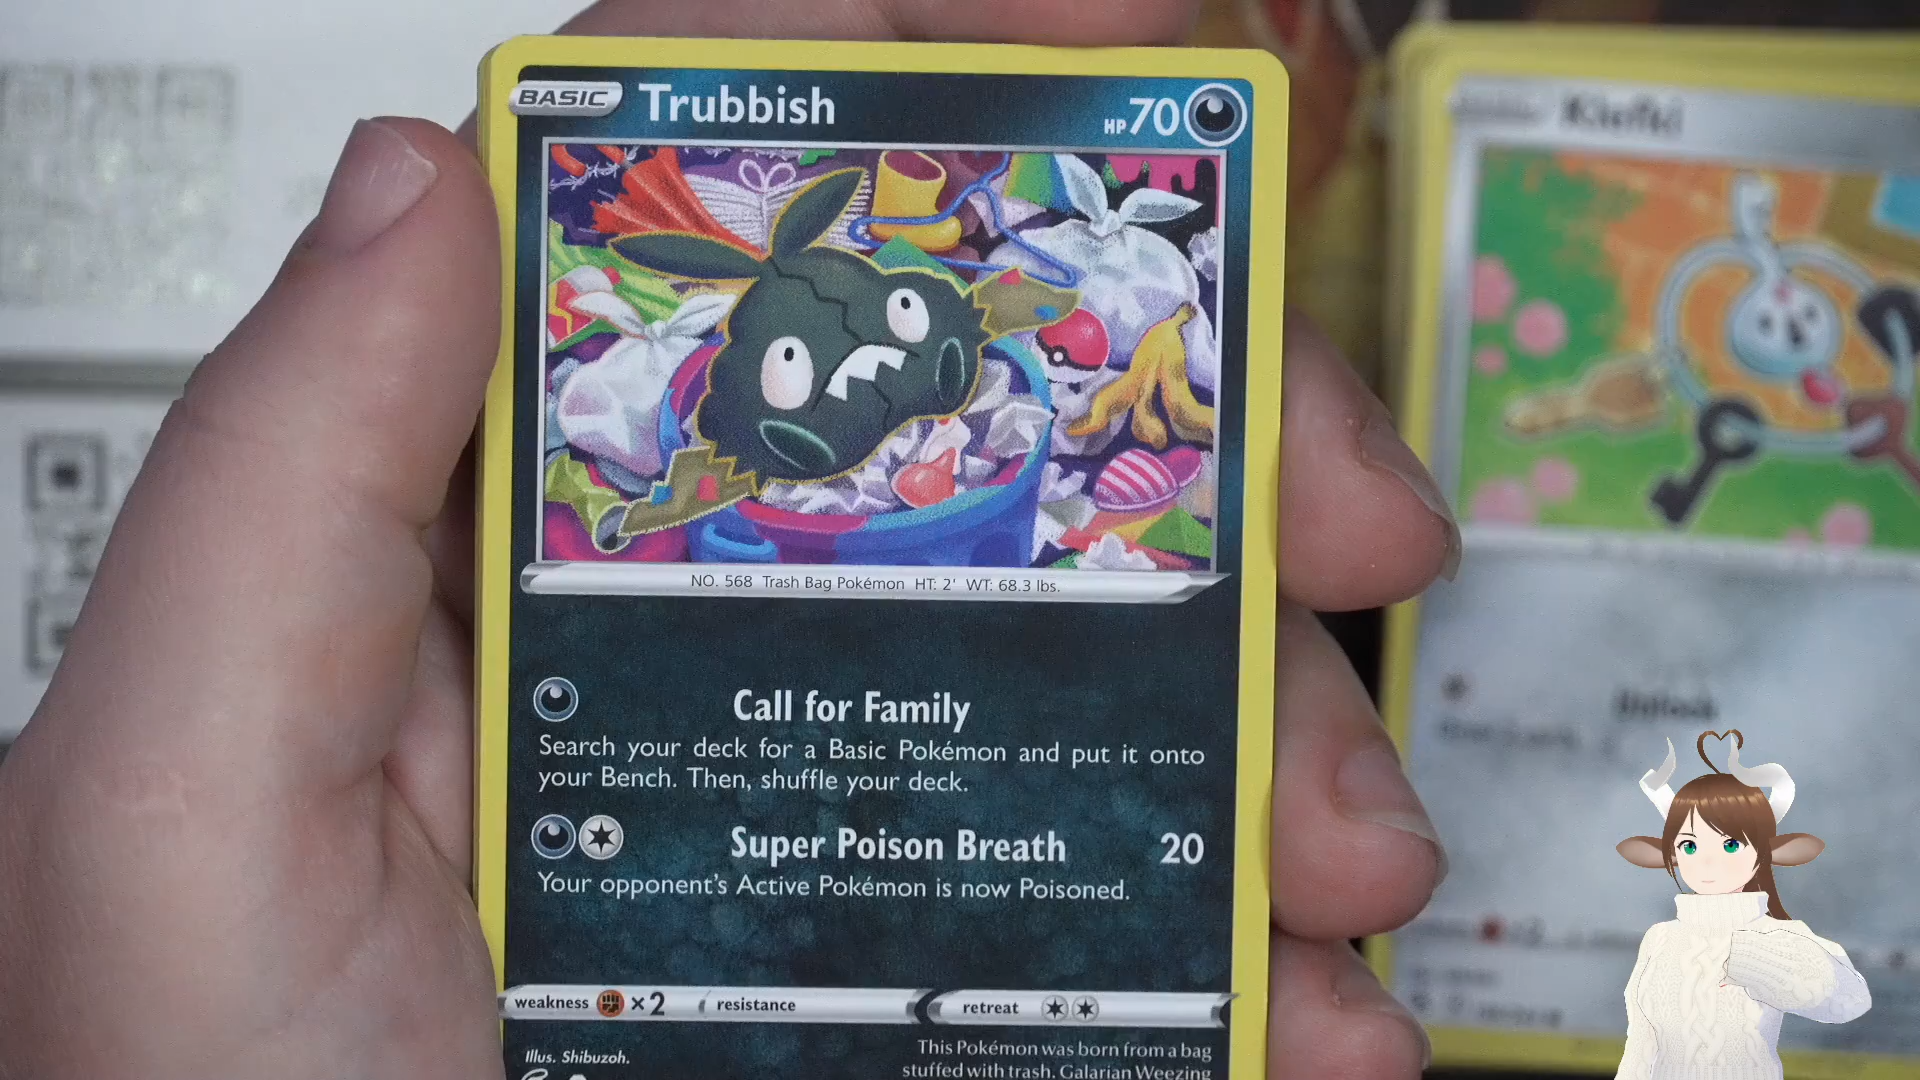 BASIC Trubbish HP 70
NO. 568 Trash Bag Pokémon HT: 2' WT: 68.3 lbs.
Call for Family
Search your deck for a Basic Pokémon and put it onto
your Bench. Then, shuffle your deck.
Super Poison Breath 20
Your opponent's Active Pokémon is now Poisoned.
weakness ×2 resistance retreat
Illus. Shibuzoh.
This Pokémon was born from a bag
stuffed with trash. Galarian Weezing
Klefki